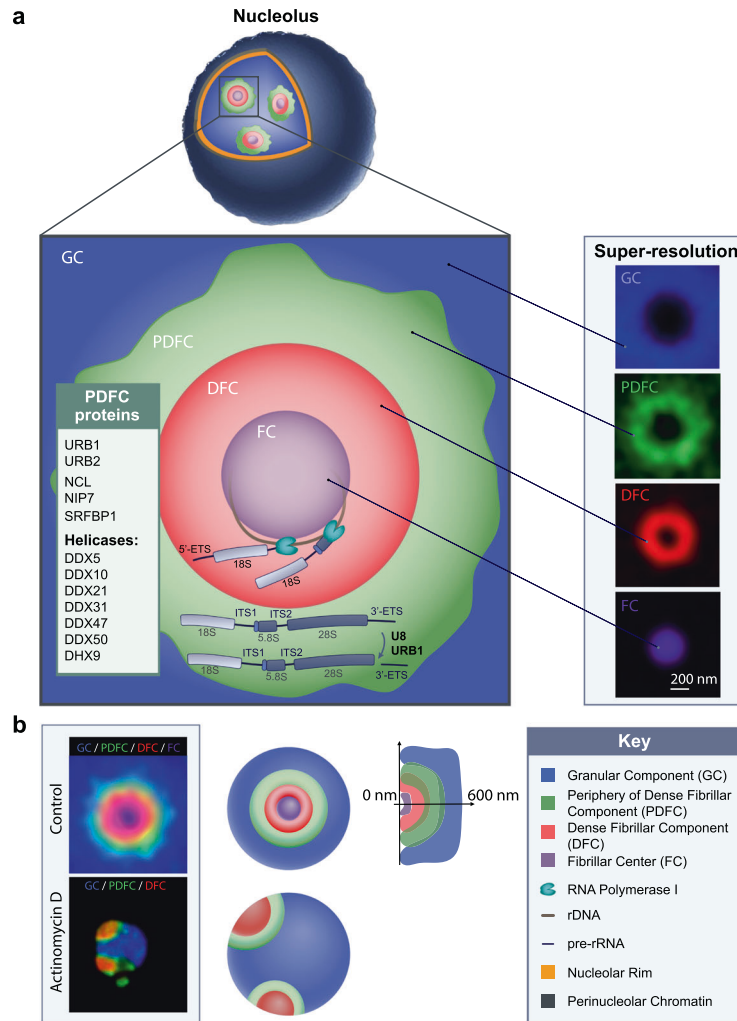 a
Nucleolus
GC
PDFC
DFC
FC
PDFC
proteins
URB1
URB2
NCL
NIP7
SRFBP1
Helicases:
DDX5
DDX10
DDX21
DDX31
DDX47
DDX50
DHX9
5'-ETS
18S
18S
ITS1
ITS2
3'-ETS
18S
5.8S
28S
U8
URB1
ITS1
ITS2
18S
5.8S
28S
3'-ETS
Super-resolution
GC
PDFC
DFC
FC
200 nm
b
Control
GC / PDFC / DFC / FC
Actinomycin D
GC / PDFC / DFC
0 nm
600 nm
Key
Granular Component (GC)
Periphery of Dense Fibrillar
Component (PDFC)
Dense Fibrillar Component
(DFC)
Fibrillar Center (FC)
RNA Polymerase I
rDNA
pre-rRNA
Nucleolar Rim
Perinucleolar Chromatin